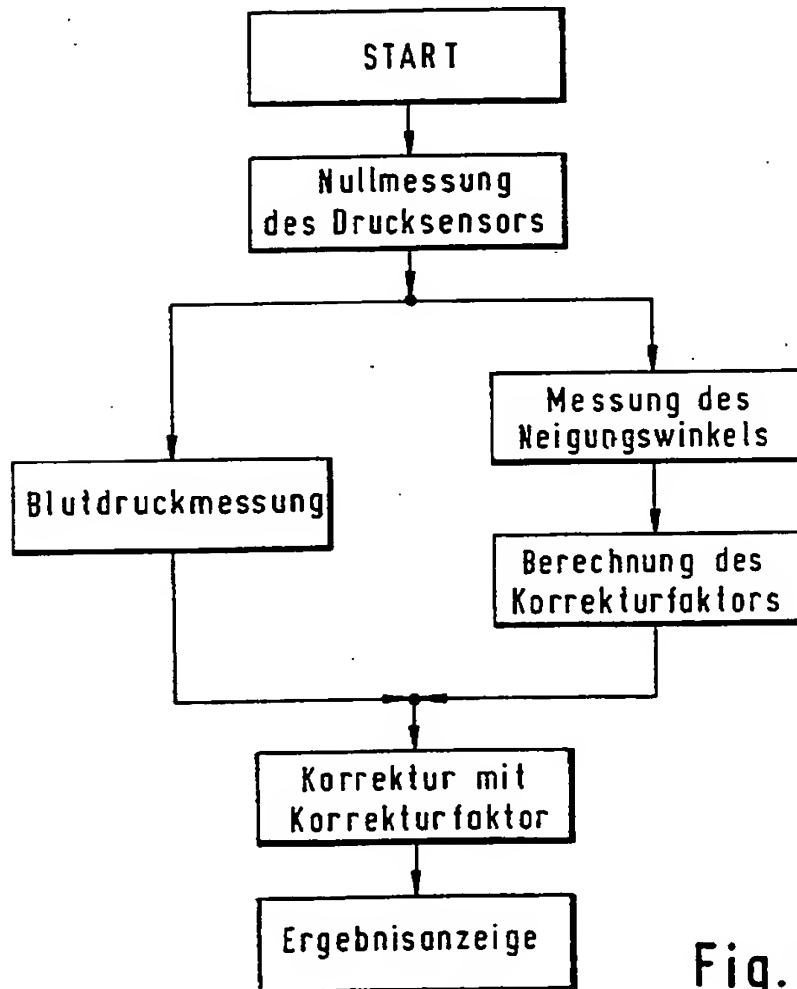 START
Nullmessung
des Drucksensors
Messung des
Neigungswinkels
Blutdruckmessung
Berechnung des
Korrekturfaktors
Korrektur mit
Korrekturfaktor
Ergebnisanzeige
Fig.